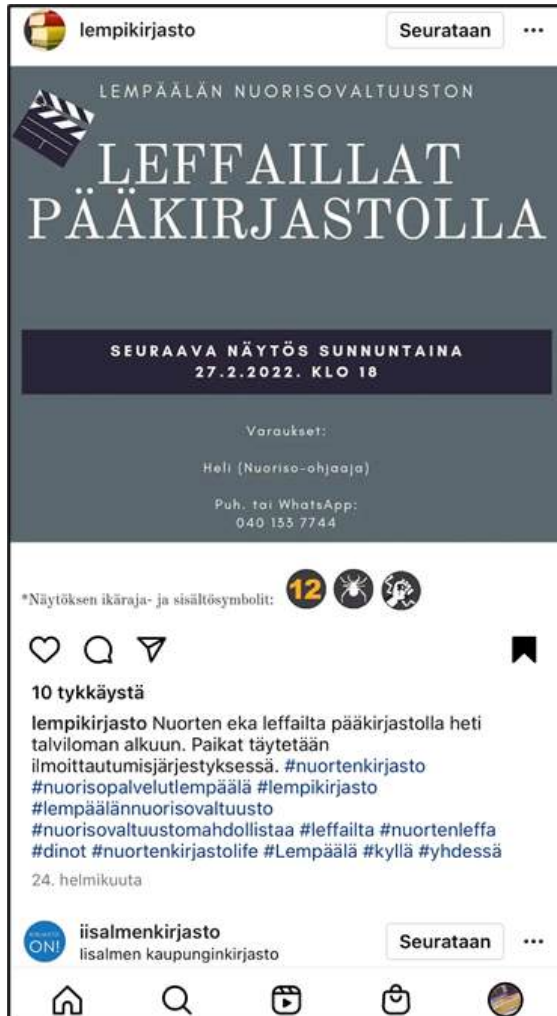 lempikirjasto
Seurataan
LEMPÄÄLÄN NUORISOVALTUUSTON
LEFFAILLAT
PÄÄKIRJASTOLLA
SEURAAVA NÄYTÖS SUNNUNTAINA
27.2.2022. KLO 18
Varaukset:
Heli (Nuoriso-ohjaaja)
Puh. tai WhatsApp:
040 133 7744
*Näytöksen ikäraja- ja sisältösymbolit: 12
10 tykkäystä
lempikirjasto Nuorten eka leffailta pääkirjastolla heti
talviloman alkuun. Paikat täytetään
ilmoittautumisjärjestyksessä. #nuortenkirjasto
#nuorisopalvelutlempäälä #lempikirjasto
#lempäälännuorisovaltuusto
#nuorisovaltuustomahdollistaa #leffailta #nuortenleffa
#dinot #nuortenkirjastolife #Lempäälä #kyllä #yhdessä
24. helmikuuta
ON!
iisalmenkirjasto
Iisalmen kaupunginkirjasto
Seurataan